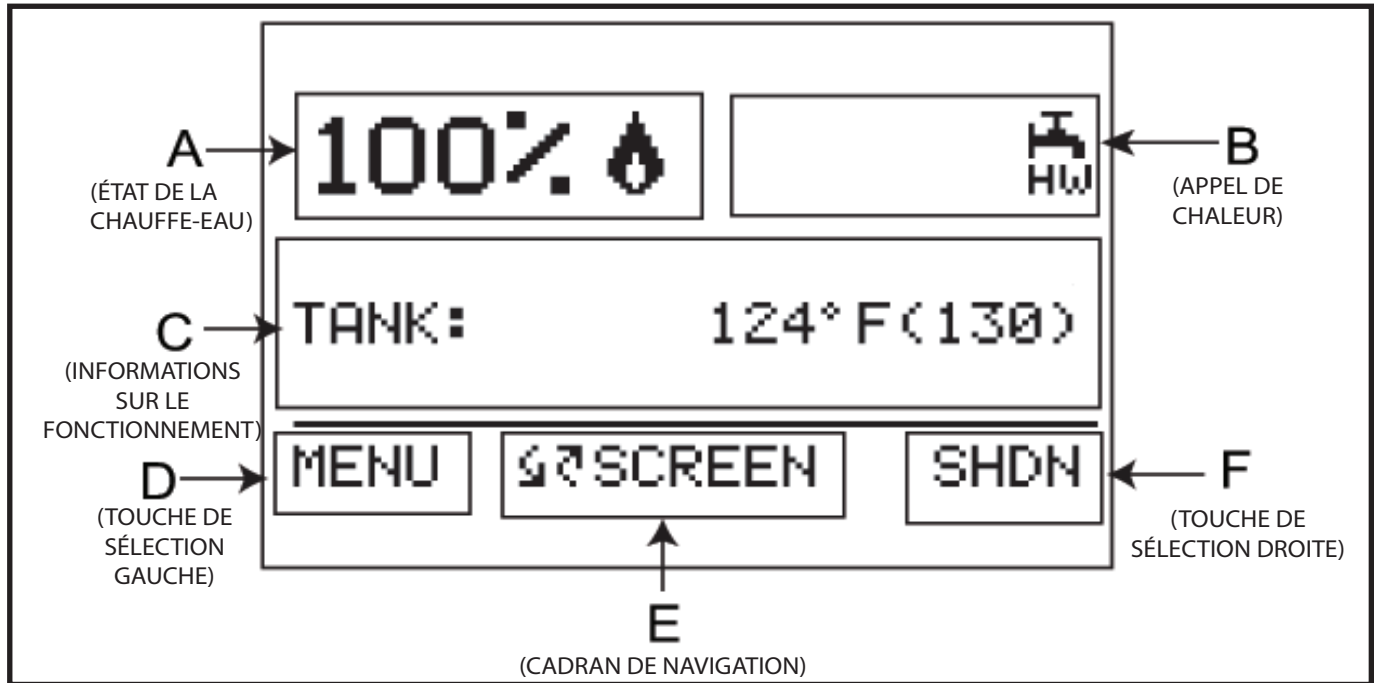 100%
HW
A
(ÉTAT DE LA
CHAUFFE-EAU)
B
(APPEL DE
CHALEUR)
TANK: 124°F(130)
C
(INFORMATIONS
SUR LE
FONCTIONNEMENT)
MENU
SCREEN
SHDN
D
(TOUCHE DE
SÉLECTION
GAUCHE)
F
(TOUCHE DE
SÉLECTION DROITE)
E
(CADRAN DE NAVIGATION)